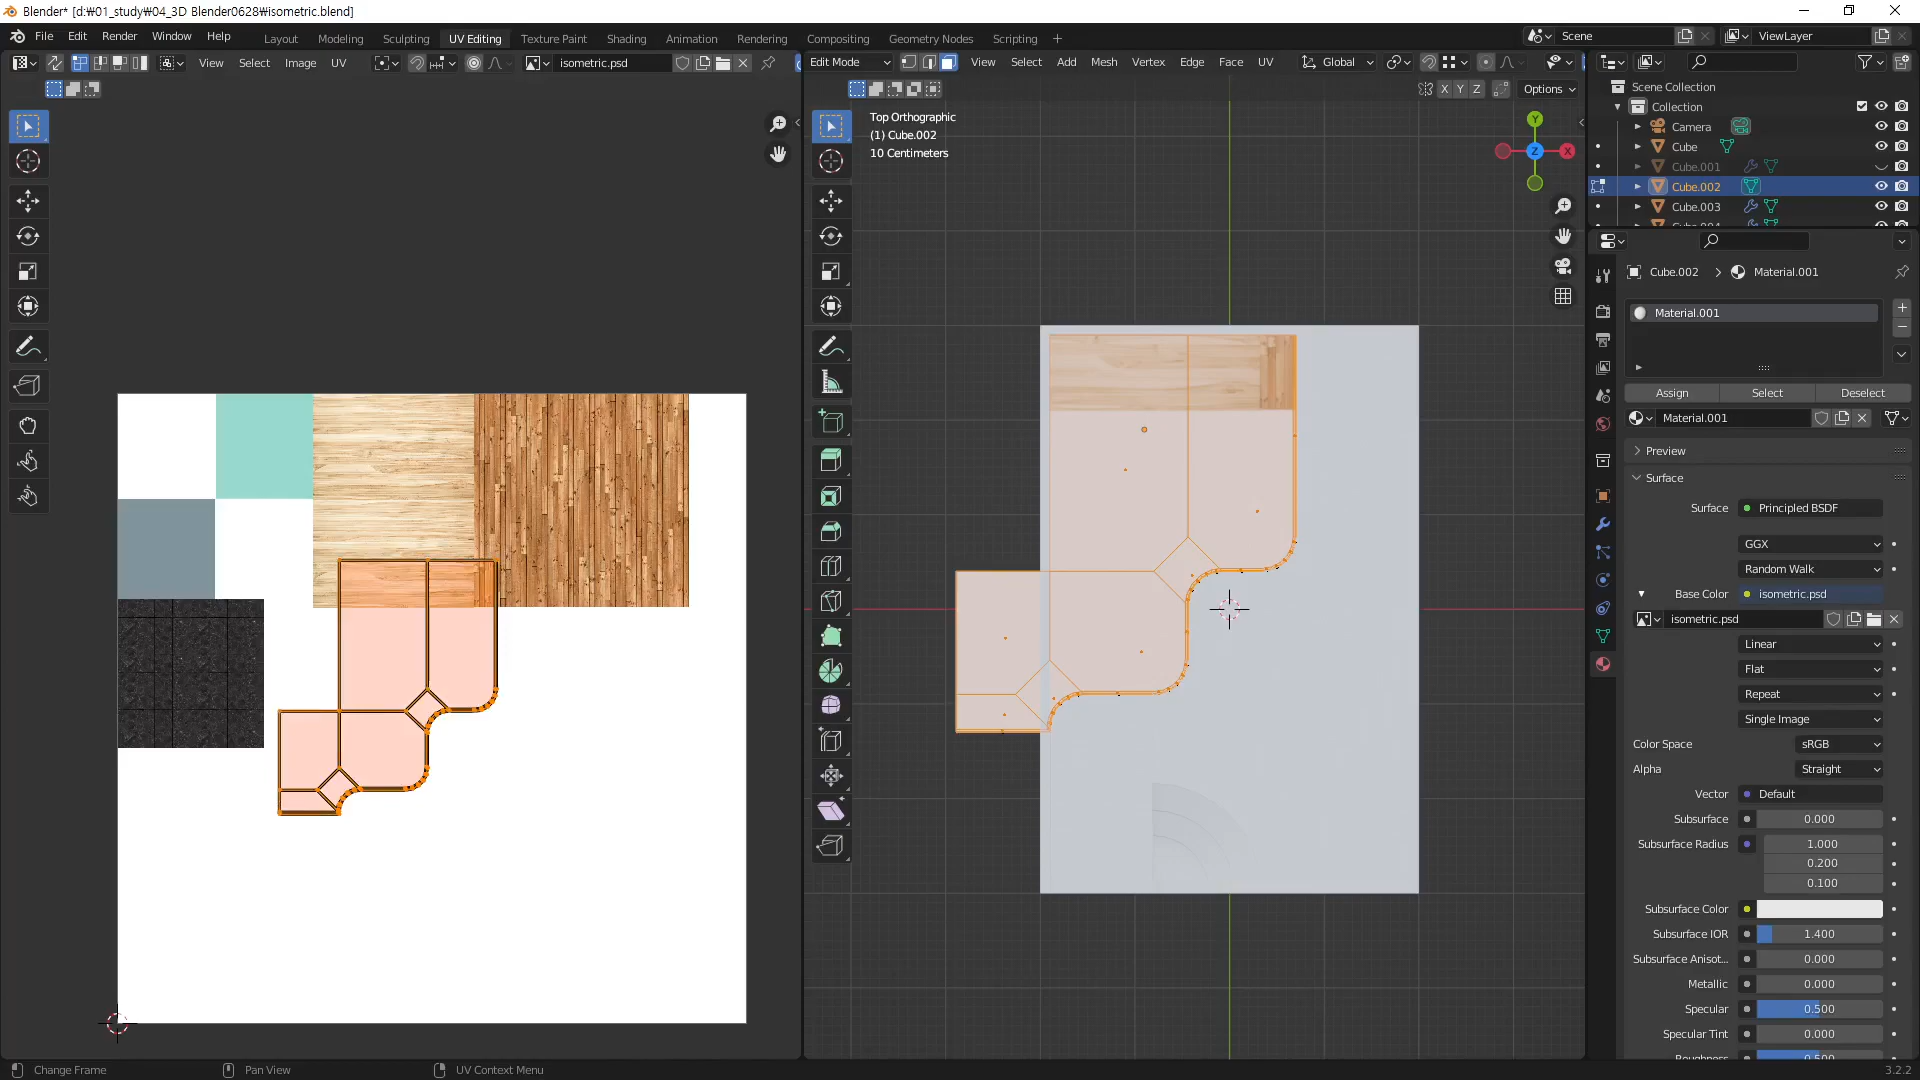 Blender* [d:₩01_study₩04_3D Blender0628₩isometric.blend]
File Edit Render Window Help
Layout Modeling Sculpting UV Editing Texture Paint Shading Animation Rendering Compositing Geometry Nodes Scripting +
Scene
ViewLayer
View Select Image UV
isometric.psd
Edit Mode
View Select Add Mesh Vertex Edge Face UV
Global
X Y Z
Options
Top Orthographic
(1) Cube.002
10 Centimeters
Y
Z
X
Scene Collection
Collection
Camera
Cube
Cube.001
Cube.002
Cube.003
Cube.004
Cube.002 > Material.001
Material.001
Assign Select Deselect
Material.001
Preview
Surface
Surface Principled BSDF
GGX
Random Walk
Base Color isometric.psd
isometric.psd
Linear
Flat
Repeat
Single Image
Color Space sRGB
Alpha Straight
Vector Default
Subsurface 0.000
Subsurface Radius 1.000
0.200
0.100
Subsurface Color
Subsurface IOR 1.400
Subsurface Anisot... 0.000
Metallic 0.000
Specular 0.500
Specular Tint 0.000
Roughness 0.500
Change Frame
Pan View
UV Context Menu
3.2.2